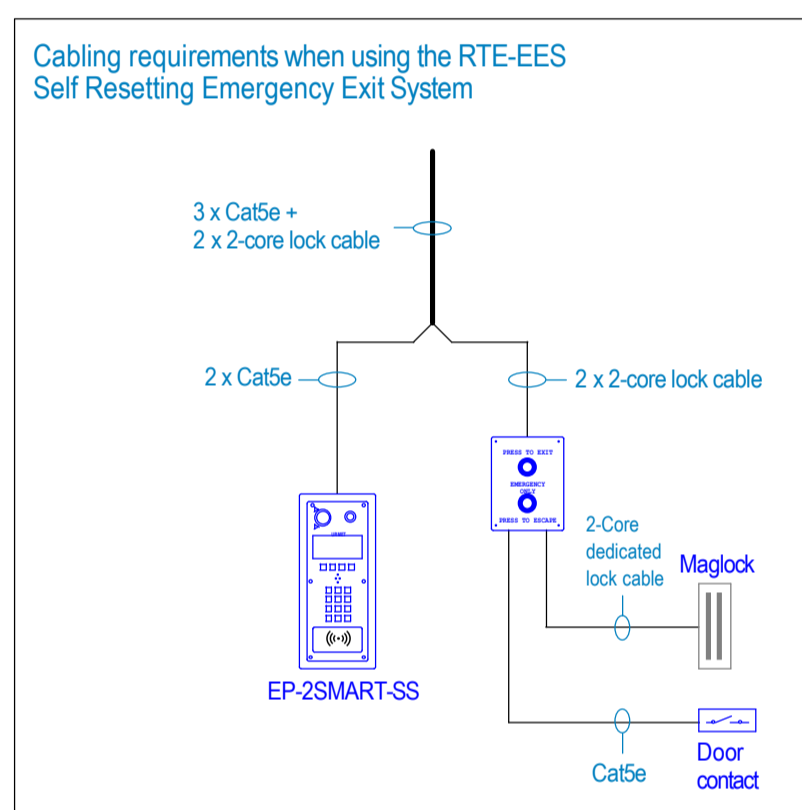 Cabling requirements when using the RTE-EES
Self Resetting Emergency Exit System
3 x Cat5e +
2 x 2-core lock cable
2 x Cat5e
2 x 2-core lock cable
PRESS TO EXIT
EMERGENCY
ONLY
PRESS TO ESCAPE
2-Core
dedicated
lock cable
Maglock
EP-2SMART-SS
Cat5e
Door
contact